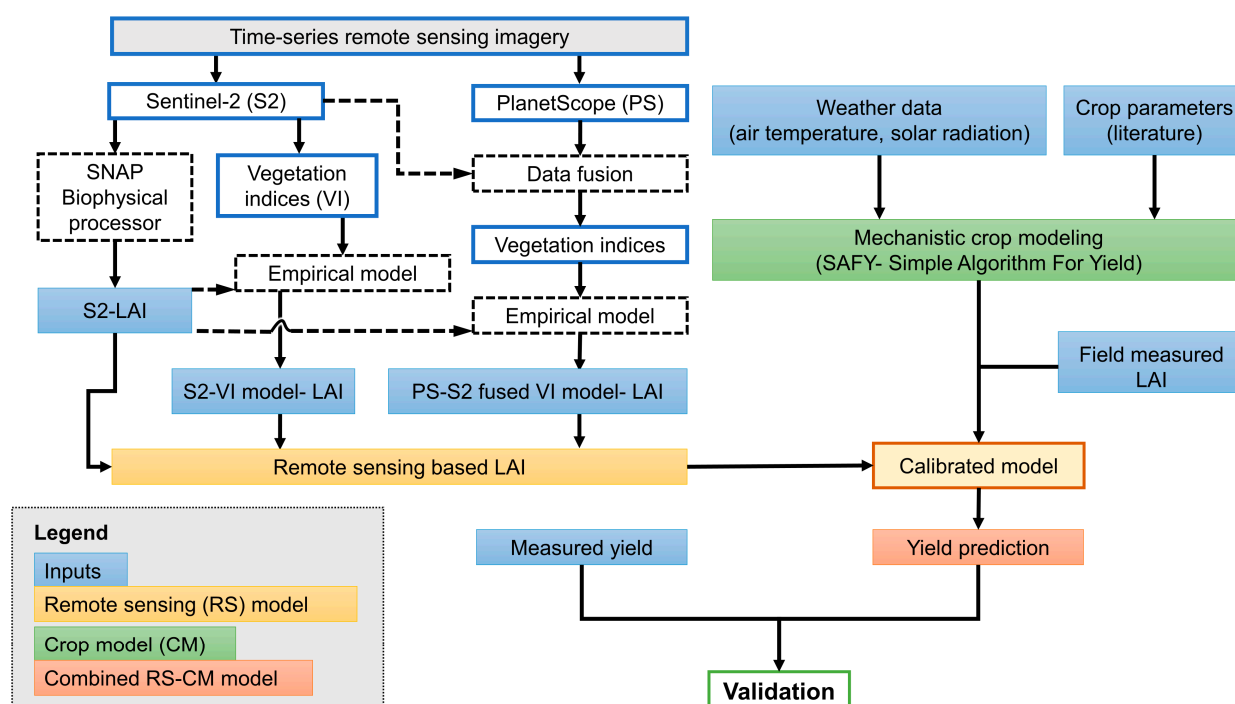 Time-series remote sensing imagery
Sentinel-2 (S2)
PlanetScope (PS)
Weather data
(air temperature, solar radiation)
Crop parameters
(literature)
SNAP
Biophysical
processor
Vegetation
indices (VI)
Data fusion
Vegetation indices
Mechanistic crop modeling
(SAFY- Simple Algorithm For Yield)
Empirical model
S2-LAI
Empirical model
Field measured
LAI
S2-VI model- LAI
PS-S2 fused VI model- LAI
Remote sensing based LAI
Calibrated model
Measured yield
Yield prediction
Validation
Legend
Inputs
Remote sensing (RS) model
Crop model (CM)
Combined RS-CM model